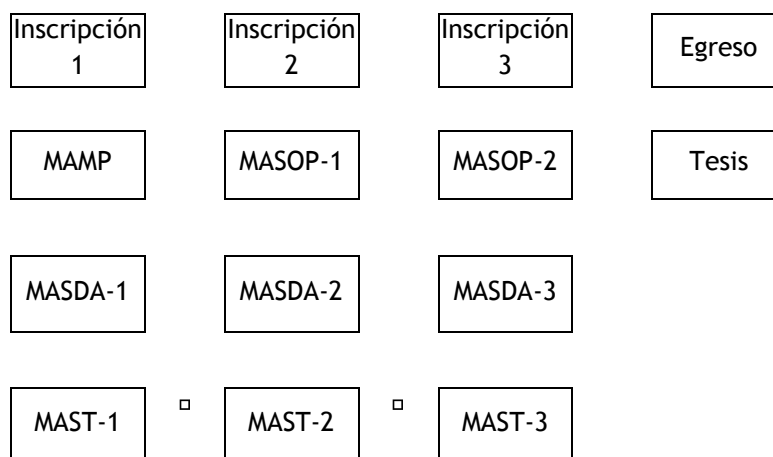 Inscripción
1
Inscripción
2
Inscripción
3
Egreso
MAMP
MASOP-1
MASOP-2
Tesis
MASDA-1
MASDA-2
MASDA-3
MAST-1
MAST-2
MAST-3